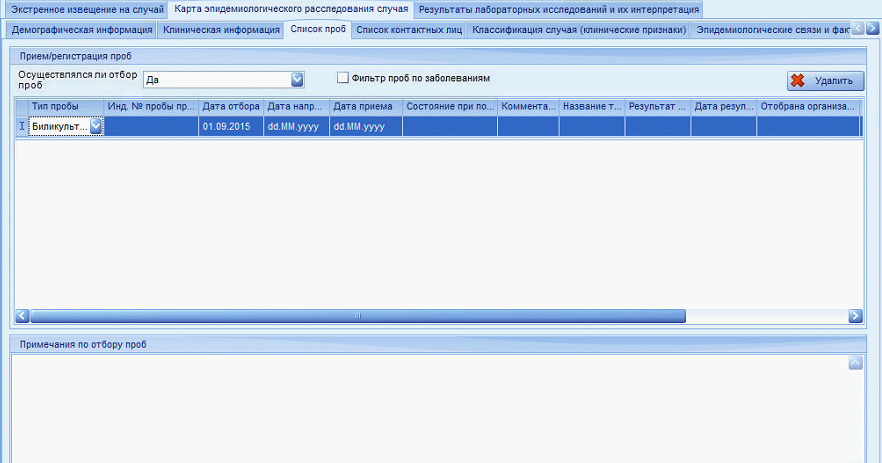 Экстренное извещение на случай Карта эпидемиологического расследования случая Результаты лабораторных исследований и их интерпретация
Демографическая информация Клиническая информация Список проб Список контактных лиц Классификация случая (клинические признаки) Эпидемиологические связи и фак
Прием/регистрация проб
Осуществлялся ли отбор проб Да Фильтр проб по заболеваниям Удалить
Тип пробы Инд. № пробы пр... Дата отбора Дата напр... Дата приема Состояние при по... Коммента... Название т... Результат ... Дата резул... Отобрана организа...
Биликульт... 01.09.2015 dd.MM.yyyy dd.MM.yyyy
Примечания по отбору проб